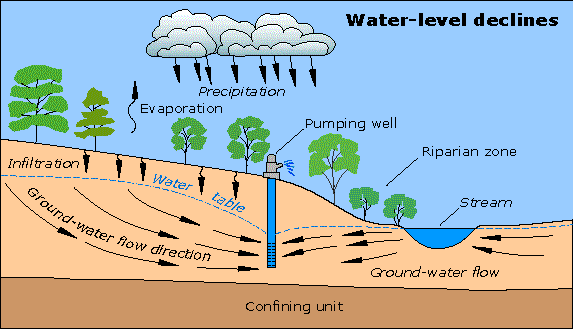 Water-level declines
Precipitation
Evaporation
Pumping well
Riparian zone
Infiltration
Water table
Stream
Ground-water flow direction
Ground-water flow
Confining unit